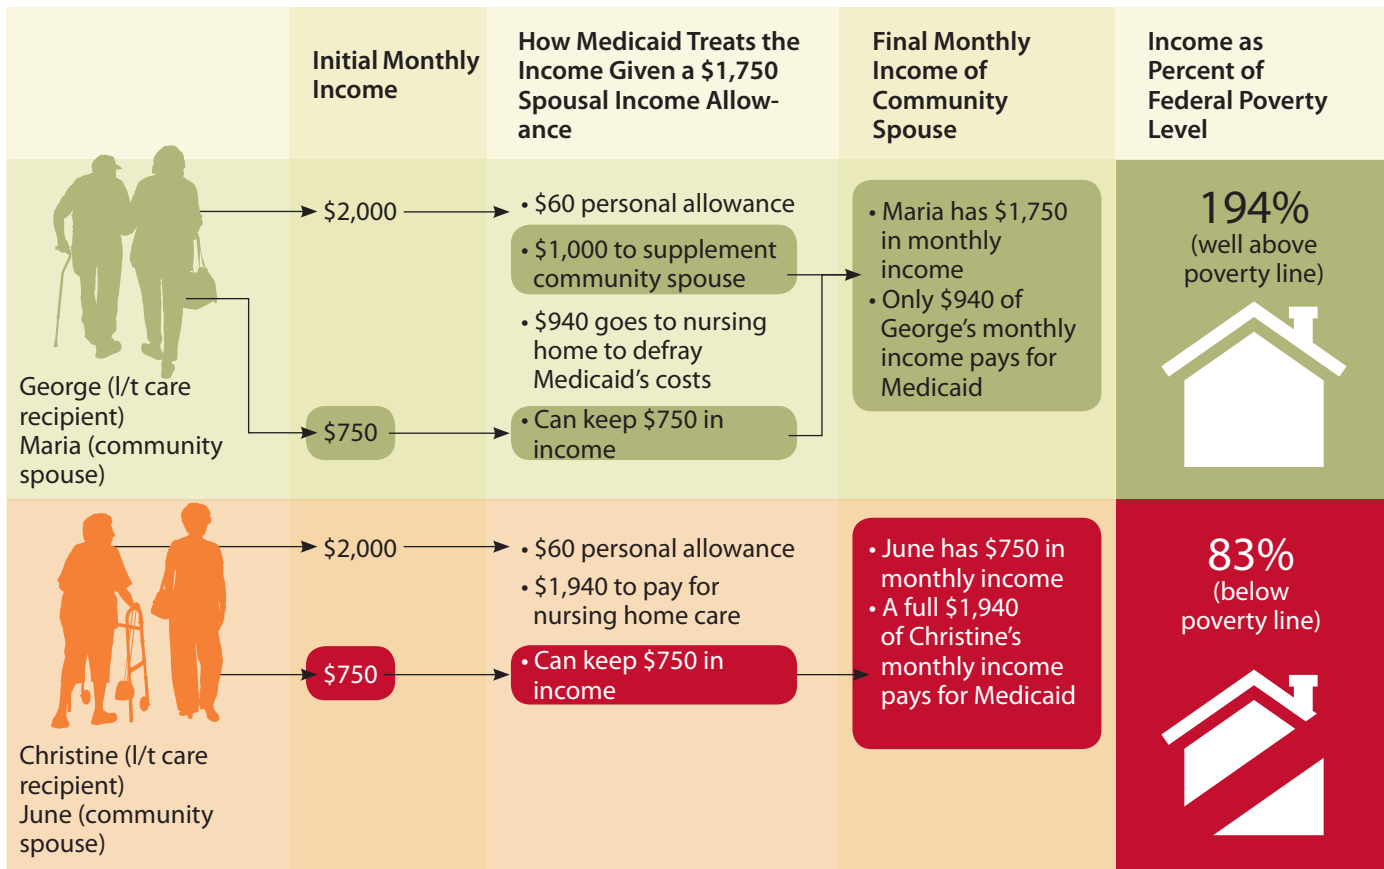 Initial Monthly
Income
How Medicaid Treats the
Income Given a $1,750
Spousal Income Allow-
ance
Final Monthly
Income of
Community
Spouse
Income as
Percent of
Federal Poverty
Level
George (l/t care
recipient)
Maria (community
spouse)
$2,000
$750
• $60 personal allowance
• $1,000 to supplement
community spouse
• $940 goes to nursing
home to defray
Medicaid’s costs
• Can keep $750 in
income
• Maria has $1,750
in monthly
income
• Only $940 of
George’s monthly
income pays for
Medicaid
194%
(well above
poverty line)
Christine (l/t care
recipient)
June (community
spouse)
$2,000
$750
• $60 personal allowance
• $1,940 to pay for
nursing home care
• Can keep $750 in
income
• June has $750 in
monthly income
• A full $1,940
of Christine’s
monthly income
pays for Medicaid
83%
(below
poverty line)